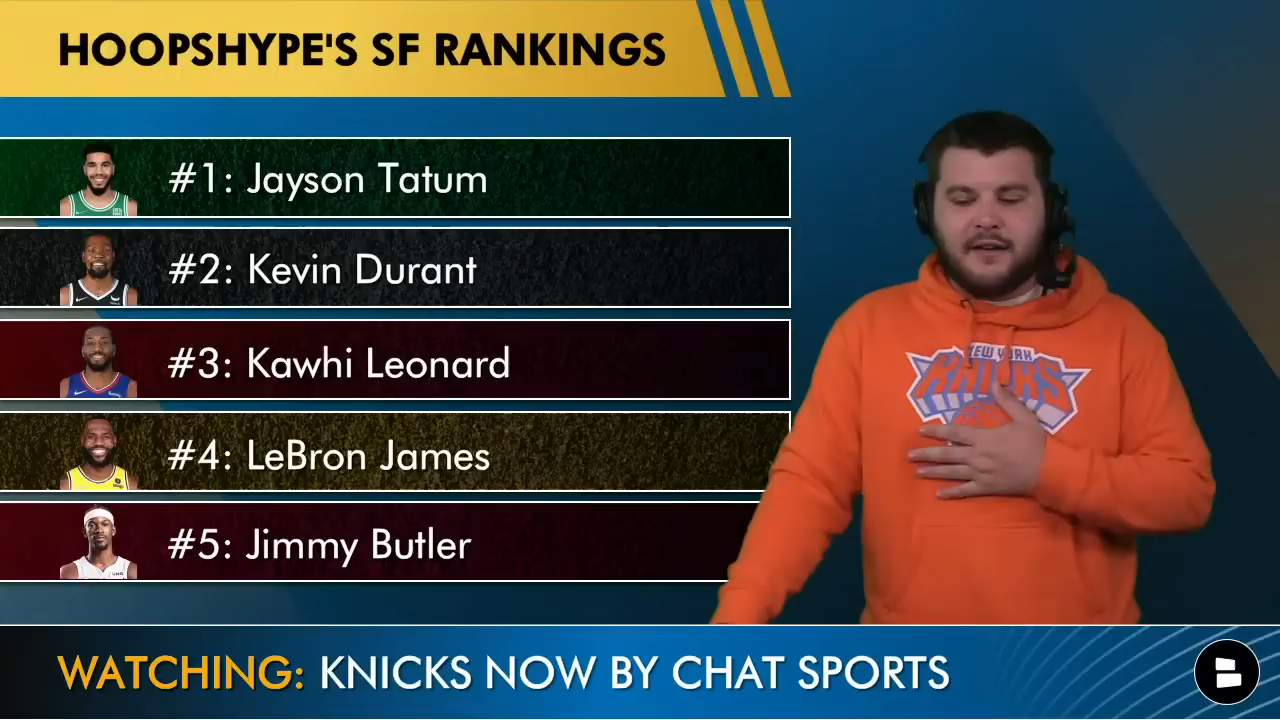 HOOPSHYPE'S SF RANKINGS
#1: Jayson Tatum
#2: Kevin Durant
#3: Kawhi Leonard
#4: LeBron James
#5: Jimmy Butler
NEW YORK
KNICKS
WATCHING: KNICKS NOW BY CHAT SPORTS